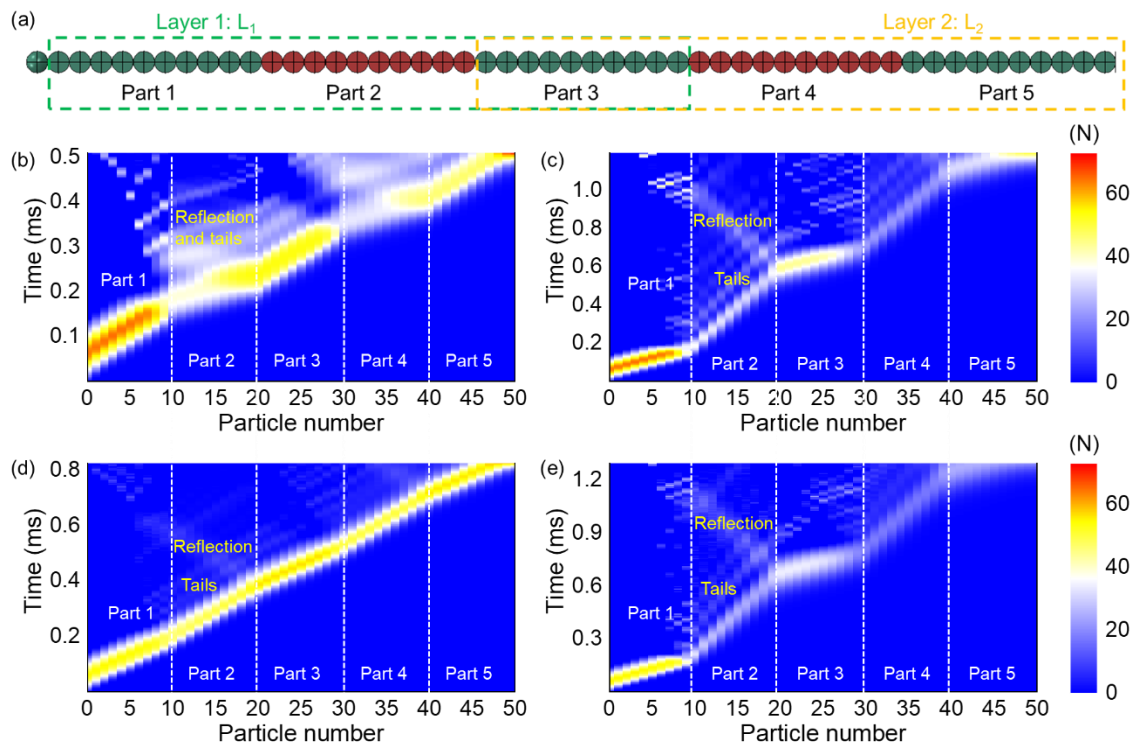 (a)
Layer 1: L₁
Layer 2: L₂
Part 1
Part 2
Part 3
Part 4
Part 5
(b)
Time (ms)
0.5
0.4
0.3
0.2
0.1
Reflection
and tails
Part 1
Part 2
Part 3
Part 4
Part 5
0 5 10 15 20 25 30 35 40 45 50
Particle number
(c)
Time (ms)
1.0
0.8
0.6
0.4
0.2
Reflection
Tails
Part 1
Part 2
Part 3
Part 4
Part 5
0 5 10 15 20 25 30 35 40 45 50
Particle number
(N)
60
40
20
0
(d)
Time (ms)
0.8
0.6
0.4
0.2
Reflection
Tails
Part 1
Part 2
Part 3
Part 4
Part 5
0 5 10 15 20 25 30 35 40 45 50
Particle number
(e)
Time (ms)
1.2
0.9
0.6
0.3
Reflection
Tails
Part 1
Part 2
Part 3
Part 4
Part 5
0 5 10 15 20 25 30 35 40 45 50
Particle number
(N)
60
40
20
0